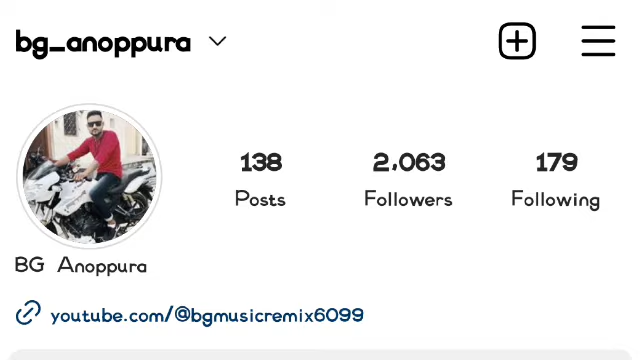 bg_anoppura
138 2,063 179
Posts Followers Following
BG Anoppura
youtube.com/@bgmusicremix6099